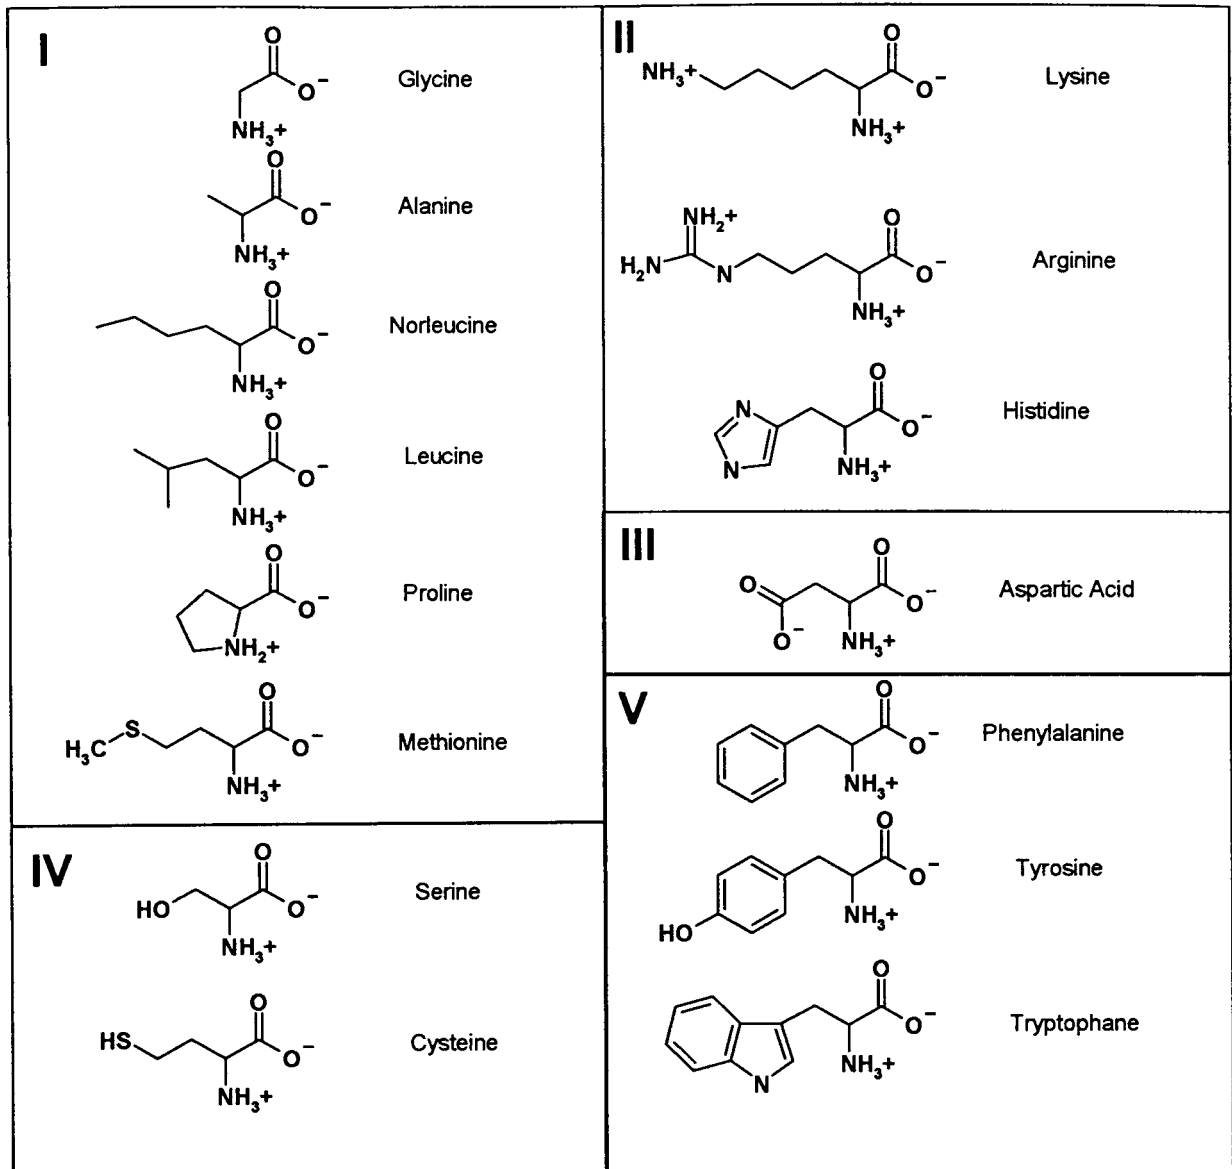 I
O
O−
NH3+
Glycine
O
O−
NH3+
Alanine
O
O−
NH3+
Norleucine
O
O−
NH3+
Leucine
O
O−
NH2+
Proline
H3C
S
O
O−
NH3+
Methionine
IV
HO
O
O−
NH3+
Serine
HS
O
O−
NH3+
Cysteine
II
NH3+
O
O−
NH3+
Lysine
NH2+
H2N
N
O
O−
NH3+
Arginine
N
N
O
O−
NH3+
Histidine
III
O
O−
O
O−
NH3+
Aspartic Acid
V
O
O−
NH3+
Phenylalanine
HO
O
O−
NH3+
Tyrosine
N
O
O−
NH3+
Tryptophane